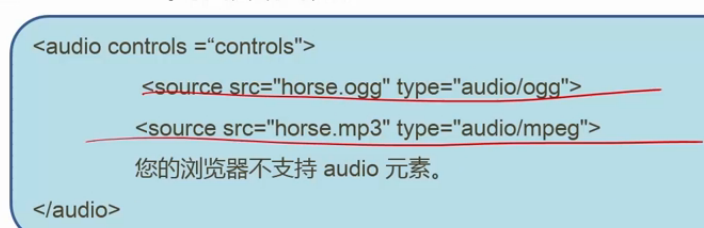 <audio controls =“controls">
<source src="horse.ogg" type="audio/ogg">
<source src="horse.mp3" type="audio/mpeg">
您的浏览器不支持 audio 元素。
</audio>